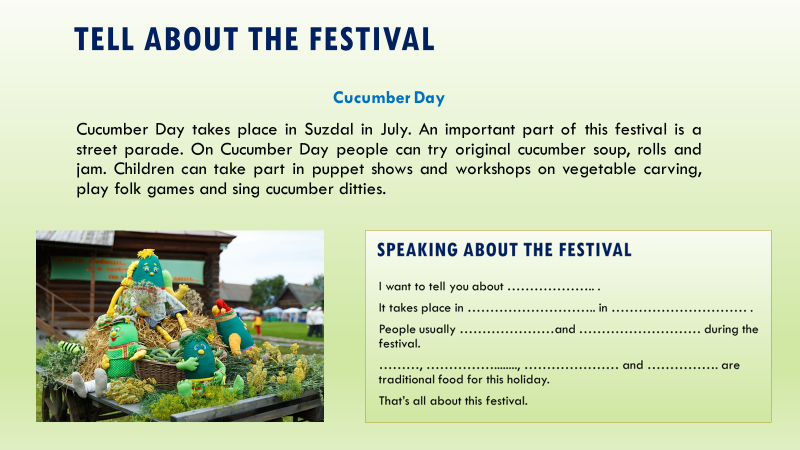 TELL ABOUT THE FESTIVAL
Cucumber Day
Cucumber Day takes place in Suzdal in July. An important part of this festival is a
street parade. On Cucumber Day people can try original cucumber soup, rolls and
jam. Children can take part in puppet shows and workshops on vegetable carving,
play folk games and sing cucumber ditties.
SPEAKING ABOUT THE FESTIVAL
I want to tell you about ……………….. .
It takes place in ……………………….. in ………………………… .
People usually …………………and ……………………… during the
festival.
………, ……………........, ………………… and ……………. are
traditional food for this holiday.
That's all about this festival.